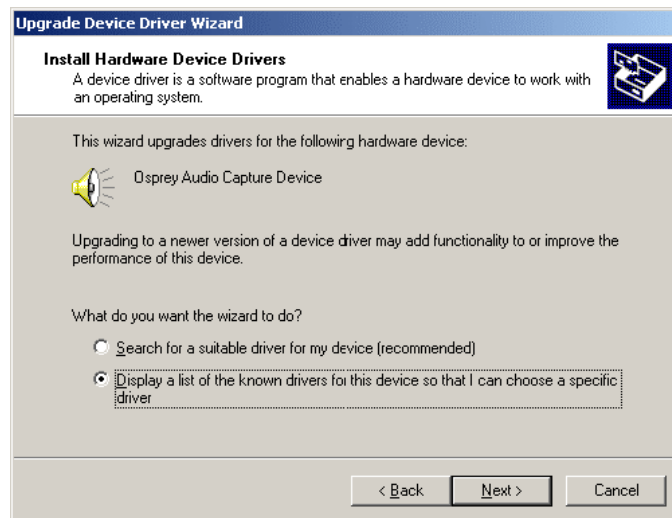 Upgrade Device Driver Wizard
Install Hardware Device Drivers
A device driver is a software program that enables a hardware device to work with
an operating system.
This wizard upgrades drivers for the following hardware device:
Osprey Audio Capture Device
Upgrading to a newer version of a device driver may add functionality to or improve the
performance of this device.
What do you want the wizard to do?
Search for a suitable driver for my device (recommended)
Display a list of the known drivers for this device so that I can choose a specific
driver
< Back
Next >
Cancel